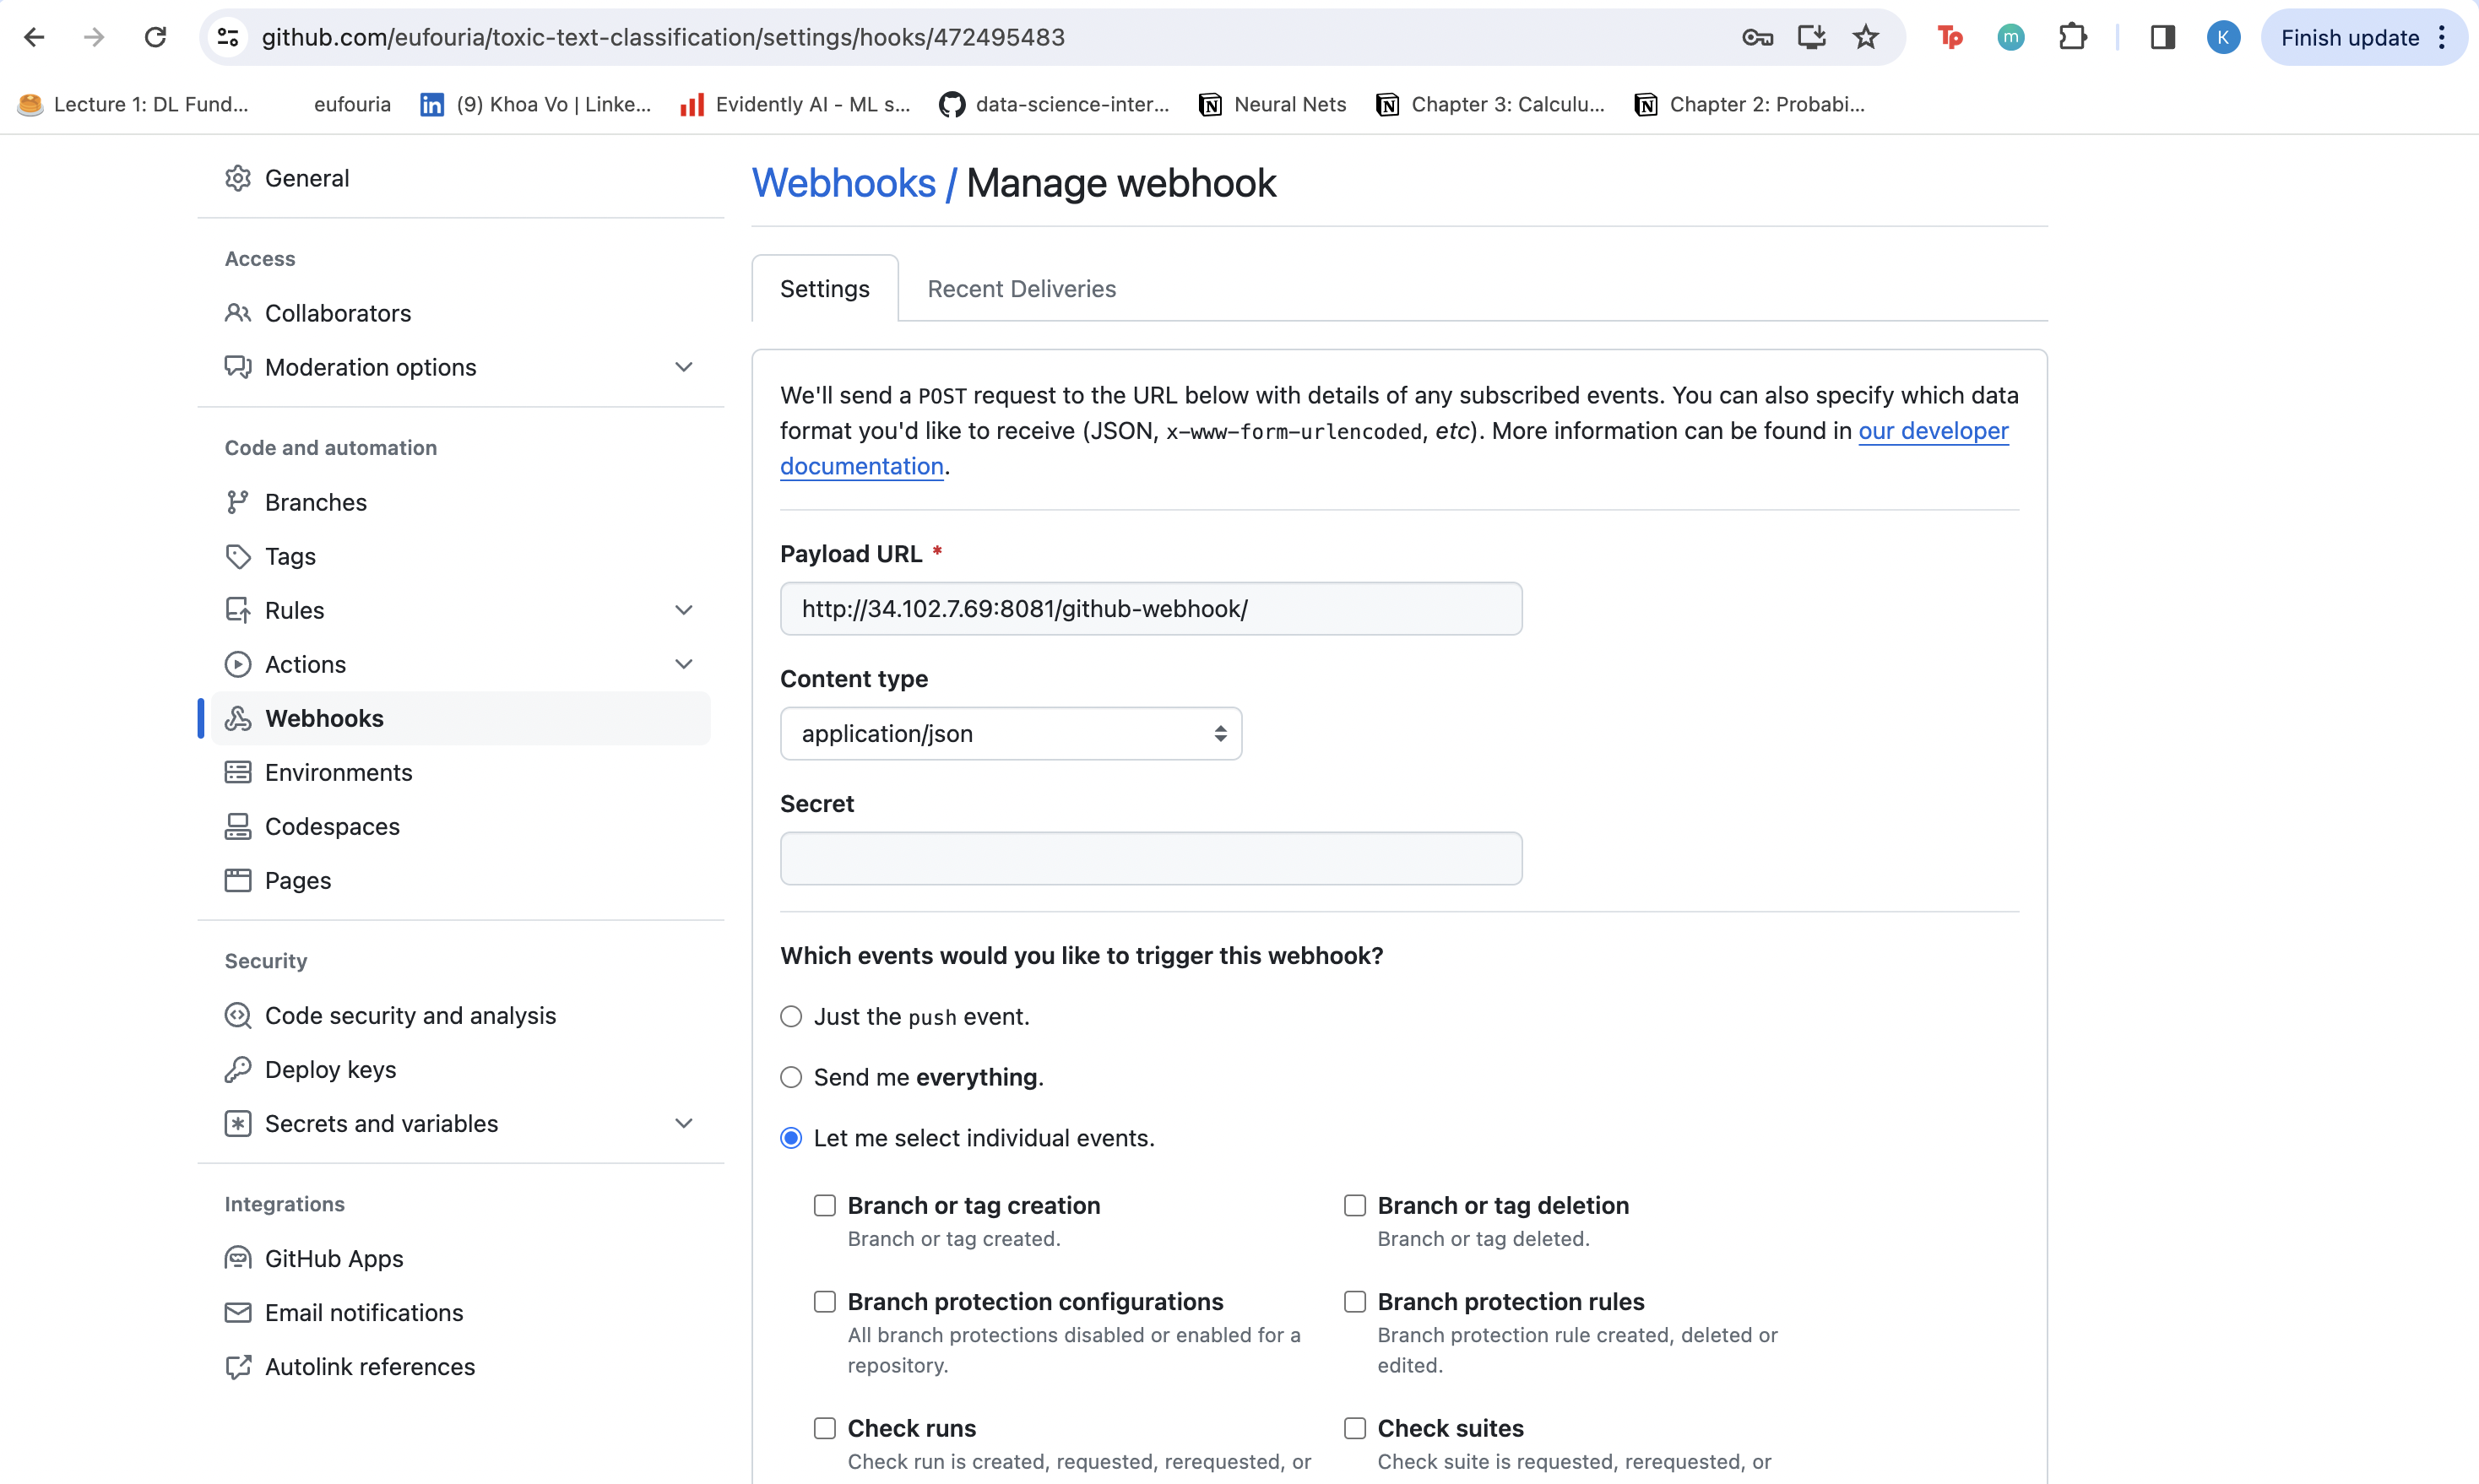 github.com/eufouria/toxic-text-classification/settings/hooks/472495483
Tp
m
K
Finish update
Lecture 1: DL Fund...
eufouria
in
(9) Khoa Vo | Linke...
Evidently AI - ML s...
data-science-inter...
N
Neural Nets
N
Chapter 3: Calculu...
N
Chapter 2: Probabi...
General
Access
Collaborators
Moderation options
Code and automation
Branches
Tags
Rules
Actions
Webhooks
Environments
Codespaces
Pages
Security
Code security and analysis
Deploy keys
Secrets and variables
Integrations
GitHub Apps
Email notifications
Autolink references
Webhooks / Manage webhook
Settings
Recent Deliveries
We'll send a POST request to the URL below with details of any subscribed events. You can also specify which data
format you'd like to receive (JSON, x-www-form-urlencoded, etc). More information can be found in our developer
documentation.
Payload URL *
http://34.102.7.69:8081/github-webhook/
Content type
application/json
Secret
Which events would you like to trigger this webhook?
Just the push event.
Send me everything.
Let me select individual events.
Branch or tag creation
Branch or tag created.
Branch or tag deletion
Branch or tag deleted.
Branch protection configurations
All branch protections disabled or enabled for a
repository.
Branch protection rules
Branch protection rule created, deleted or
edited.
Check runs
Check run is created, requested, rerequested, or
Check suites
Check suite is requested, rerequested, or